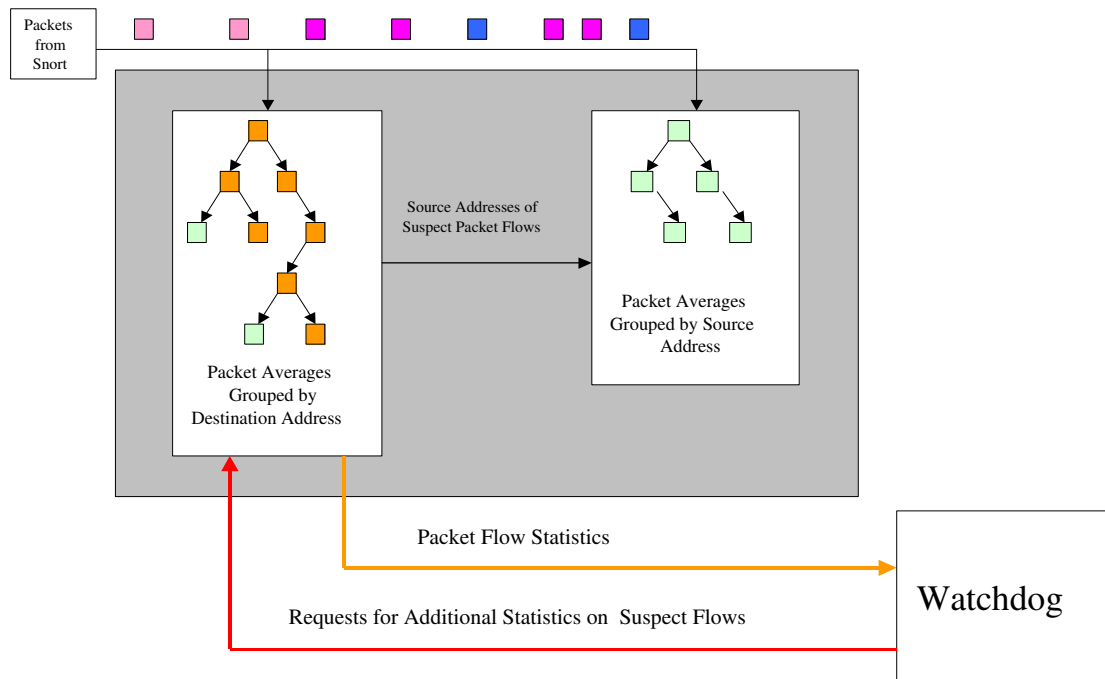 Packets
from
Snort
Source Addresses of
Suspect Packet Flows
Packet Averages
Grouped by
Destination Address
Packet Averages
Grouped by Source
Address
Packet Flow Statistics
Requests for Additional Statistics on Suspect Flows
Watchdog